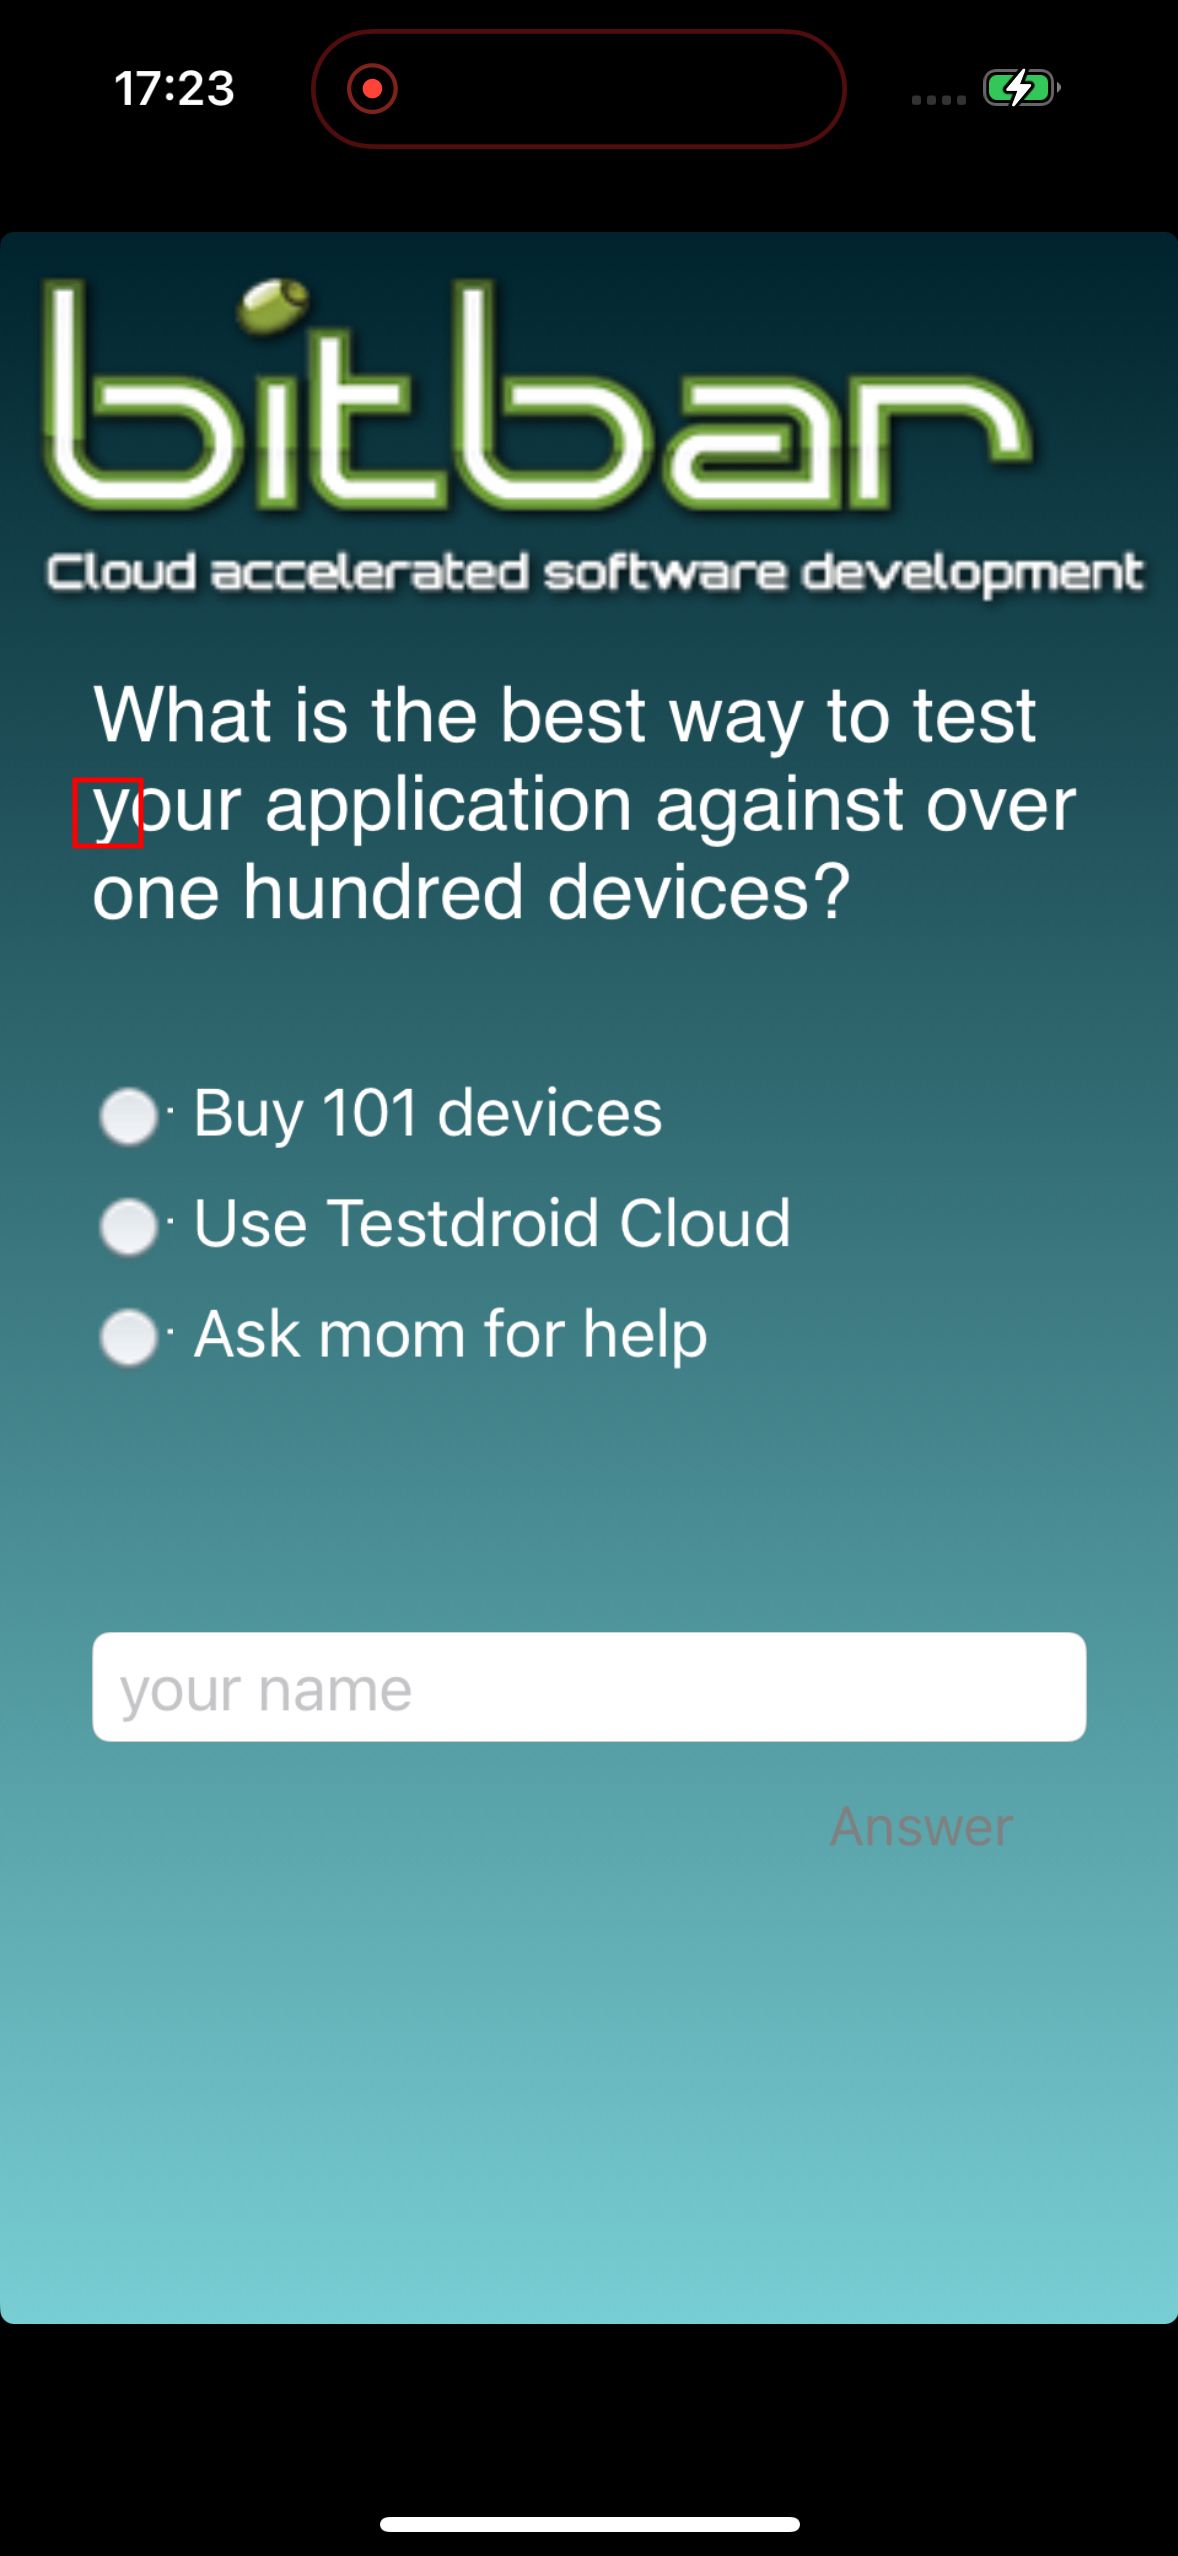 17:23
bitbar
Cloud accelerated software development
What is the best way to test
your application against over
one hundred devices?
Buy 101 devices
Use Testdroid Cloud
Ask mom for help
your name
Answer